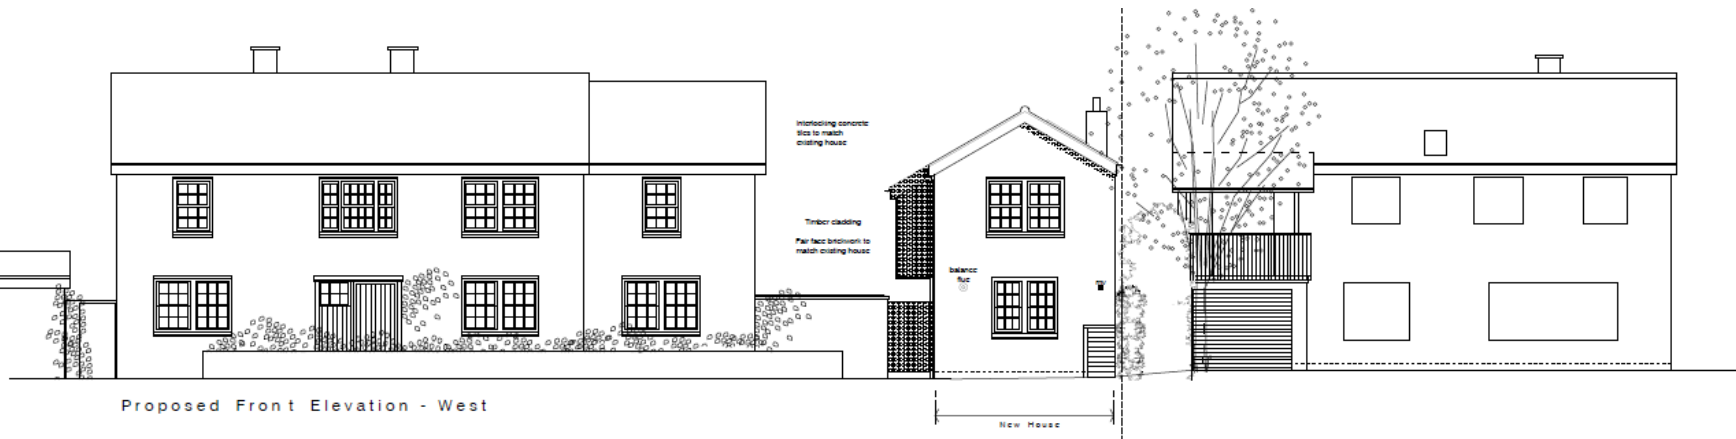 Interlocking concrete
tiles to match
existing house
Timber cladding
Fair face brickwork to
match existing house
balance
flue
mv
Proposed Front Elevation - West
New House